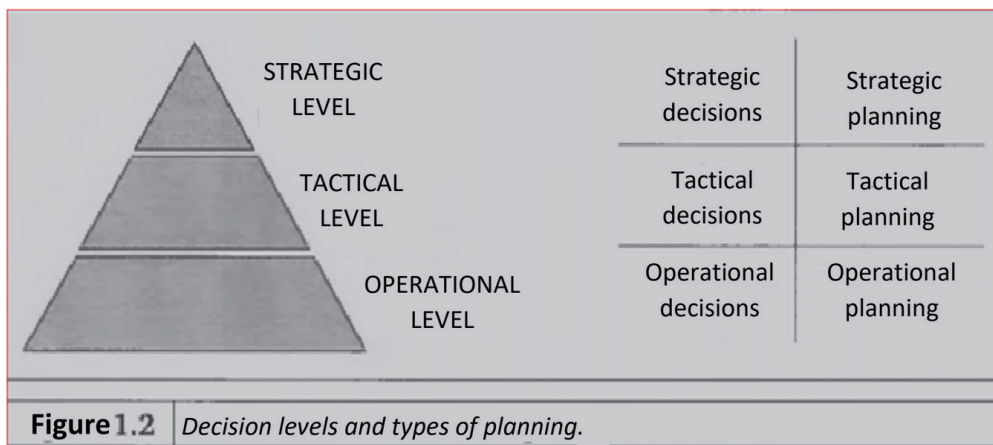 STRATEGIC
LEVEL
TACTICAL
LEVEL
OPERATIONAL
LEVEL
Strategic
decisions
Strategic
planning
Tactical
decisions
Tactical
planning
Operational
decisions
Operational
planning
Figure 1.2
Decision levels and types of planning.